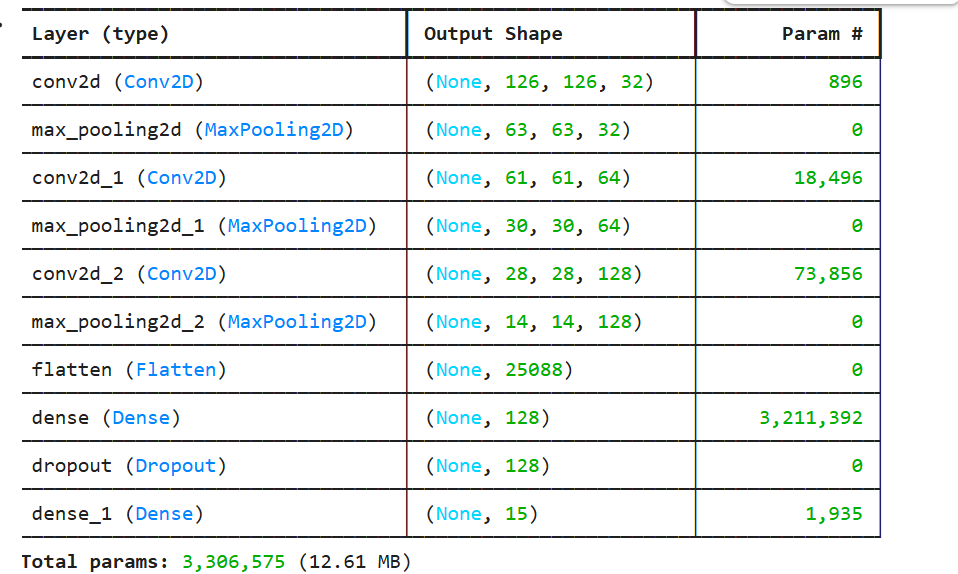 Layer (type) Output Shape Param #
conv2d (Conv2D) (None, 126, 126, 32) 896
max_pooling2d (MaxPooling2D) (None, 63, 63, 32) 0
conv2d_1 (Conv2D) (None, 61, 61, 64) 18,496
max_pooling2d_1 (MaxPooling2D) (None, 30, 30, 64) 0
conv2d_2 (Conv2D) (None, 28, 28, 128) 73,856
max_pooling2d_2 (MaxPooling2D) (None, 14, 14, 128) 0
flatten (Flatten) (None, 25088) 0
dense (Dense) (None, 128) 3,211,392
dropout (Dropout) (None, 128) 0
dense_1 (Dense) (None, 15) 1,935
Total params: 3,306,575 (12.61 MB)